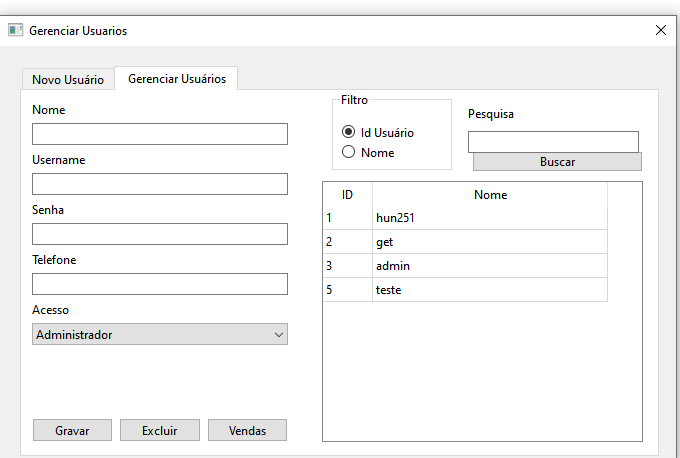 Gerenciar Usuarios
Novo Usuário
Gerenciar Usuários
Nome
Username
Senha
Telefone
Acesso
Administrador
Gravar
Excluir
Vendas
Filtro
Id Usuário
Nome
Pesquisa
Buscar
ID Nome
1 hun251
2 get
3 admin
5 teste